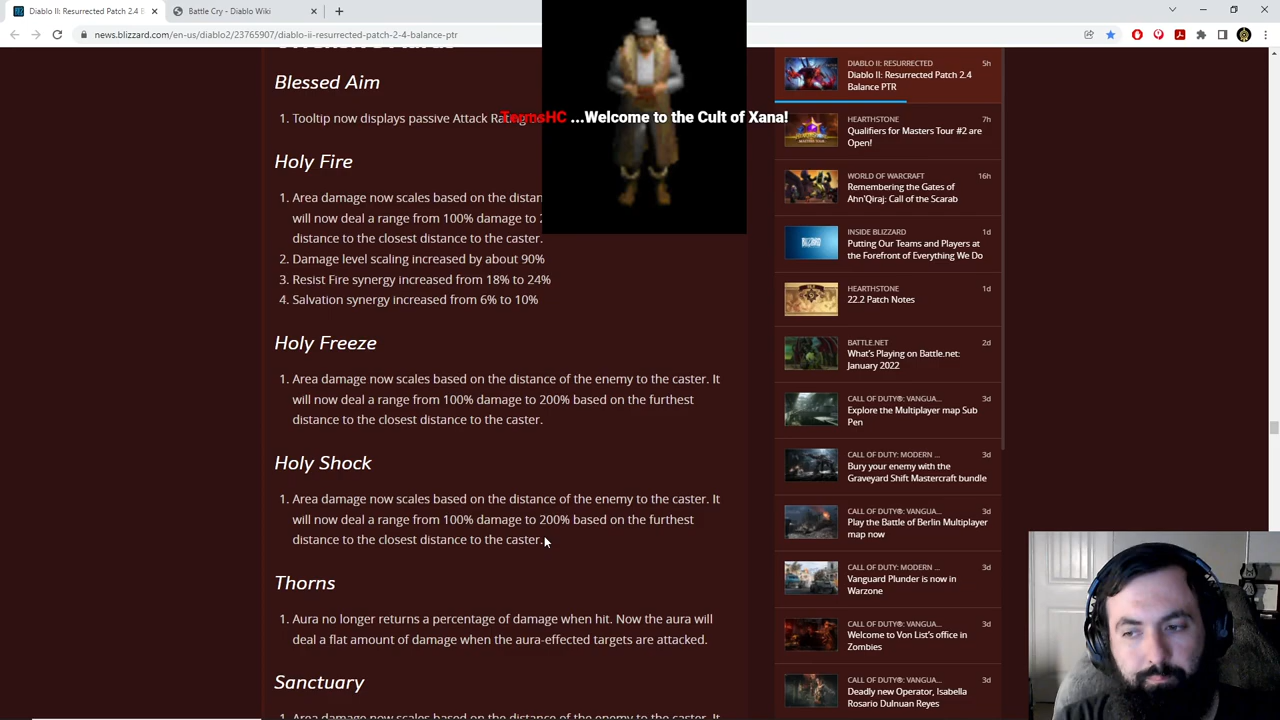 Diablo II: Resurrected Patch 2.4 B
Battle Cry - Diablo Wiki
news.blizzard.com/en-us/diablo2/23765907/diablo-ii-resurrected-patch-2-4-balance-ptr
Blessed Aim
1. Tooltip now displays passive Attack Rating
TarnsHC ...Welcome to the Cult of Xana!
Holy Fire
1. Area damage now scales based on the distan
will now deal a range from 100% damage to 2
distance to the closest distance to the caster.
2. Damage level scaling increased by about 90%
3. Resist Fire synergy increased from 18% to 24%
4. Salvation synergy increased from 6% to 10%
Holy Freeze
1. Area damage now scales based on the distance of the enemy to the caster. It
will now deal a range from 100% damage to 200% based on the furthest
distance to the closest distance to the caster.
Holy Shock
1. Area damage now scales based on the distance of the enemy to the caster. It
will now deal a range from 100% damage to 200% based on the furthest
distance to the closest distance to the caster.
Thorns
1. Aura no longer returns a percentage of damage when hit. Now the aura will
deal a flat amount of damage when the aura-effected targets are attacked.
Sanctuary
1. Area damage now scales based on the distance of the enemy to the caster. It
DIABLO II: RESURRECTED 5h
Diablo II: Resurrected Patch 2.4
Balance PTR
HEARTHSTONE 7h
Qualifiers for Masters Tour #2 are
Open!
WORLD OF WARCRAFT 16h
Remembering the Gates of
Ahn'Qiraj: Call of the Scarab
INSIDE BLIZZARD 1d
Putting Our Teams and Players at
the Forefront of Everything We Do
HEARTHSTONE 1d
22.2 Patch Notes
BATTLE.NET 2d
What's Playing on Battle.net:
January 2022
CALL OF DUTY®: VANGUA... 3d
Explore the Multiplayer map Sub
Pen
CALL OF DUTY: MODERN ... 3d
Bury your enemy with the
Graveyard Shift Mastercraft bundle
CALL OF DUTY®: VANGUA... 3d
Play the Battle of Berlin Multiplayer
map now
CALL OF DUTY: MODERN ... 3d
Vanguard Plunder is now in
Warzone
CALL OF DUTY®: VANGUA... 3d
Welcome to Von List's office in
Zombies
CALL OF DUTY®: VANGUA... 3d
Deadly new Operator, Isabella
Rosario Dulnuan Reyes